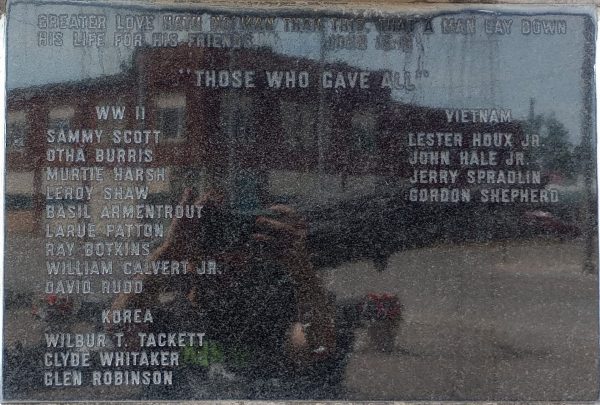 GREATER LOVE HATH NO MAN THAN THIS, THAT A MAN LAY DOWN
HIS LIFE FOR HIS FRIENDS. JOHN 15:13
"THOSE WHO GAVE ALL"
WW II
SAMMY SCOTT
OTHA BURRIS
MURTIE HARSH
LEROY SHAW
BASIL ARMENTROUT
LARUE PATTON
RAY BOTKINS
WILLIAM CALVERT JR.
DAVID RUDD
KOREA
WILBUR T. TACKETT
CLYDE WHITAKER
GLEN ROBINSON
VIETNAM
LESTER HOUX JR.
JOHN HALE JR.
JERRY SPRADLIN
GORDON SHEPHERD